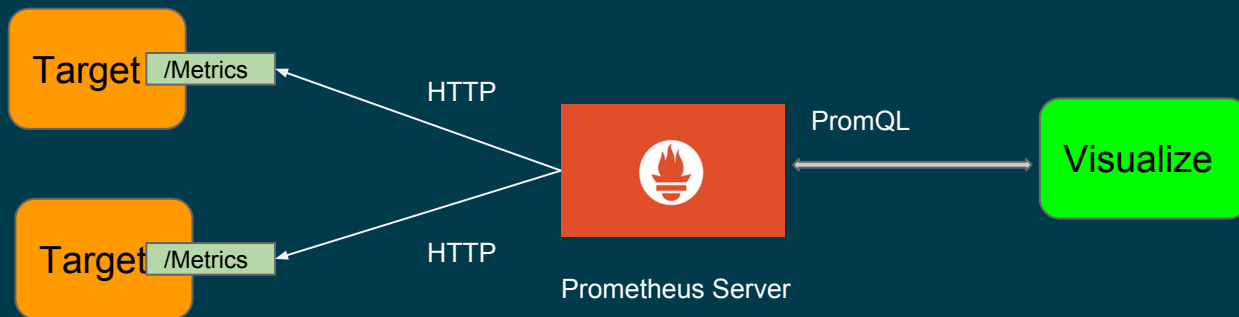 Target
/Metrics
HTTP
PromQL
Visualize
Target
/Metrics
HTTP
Prometheus Server